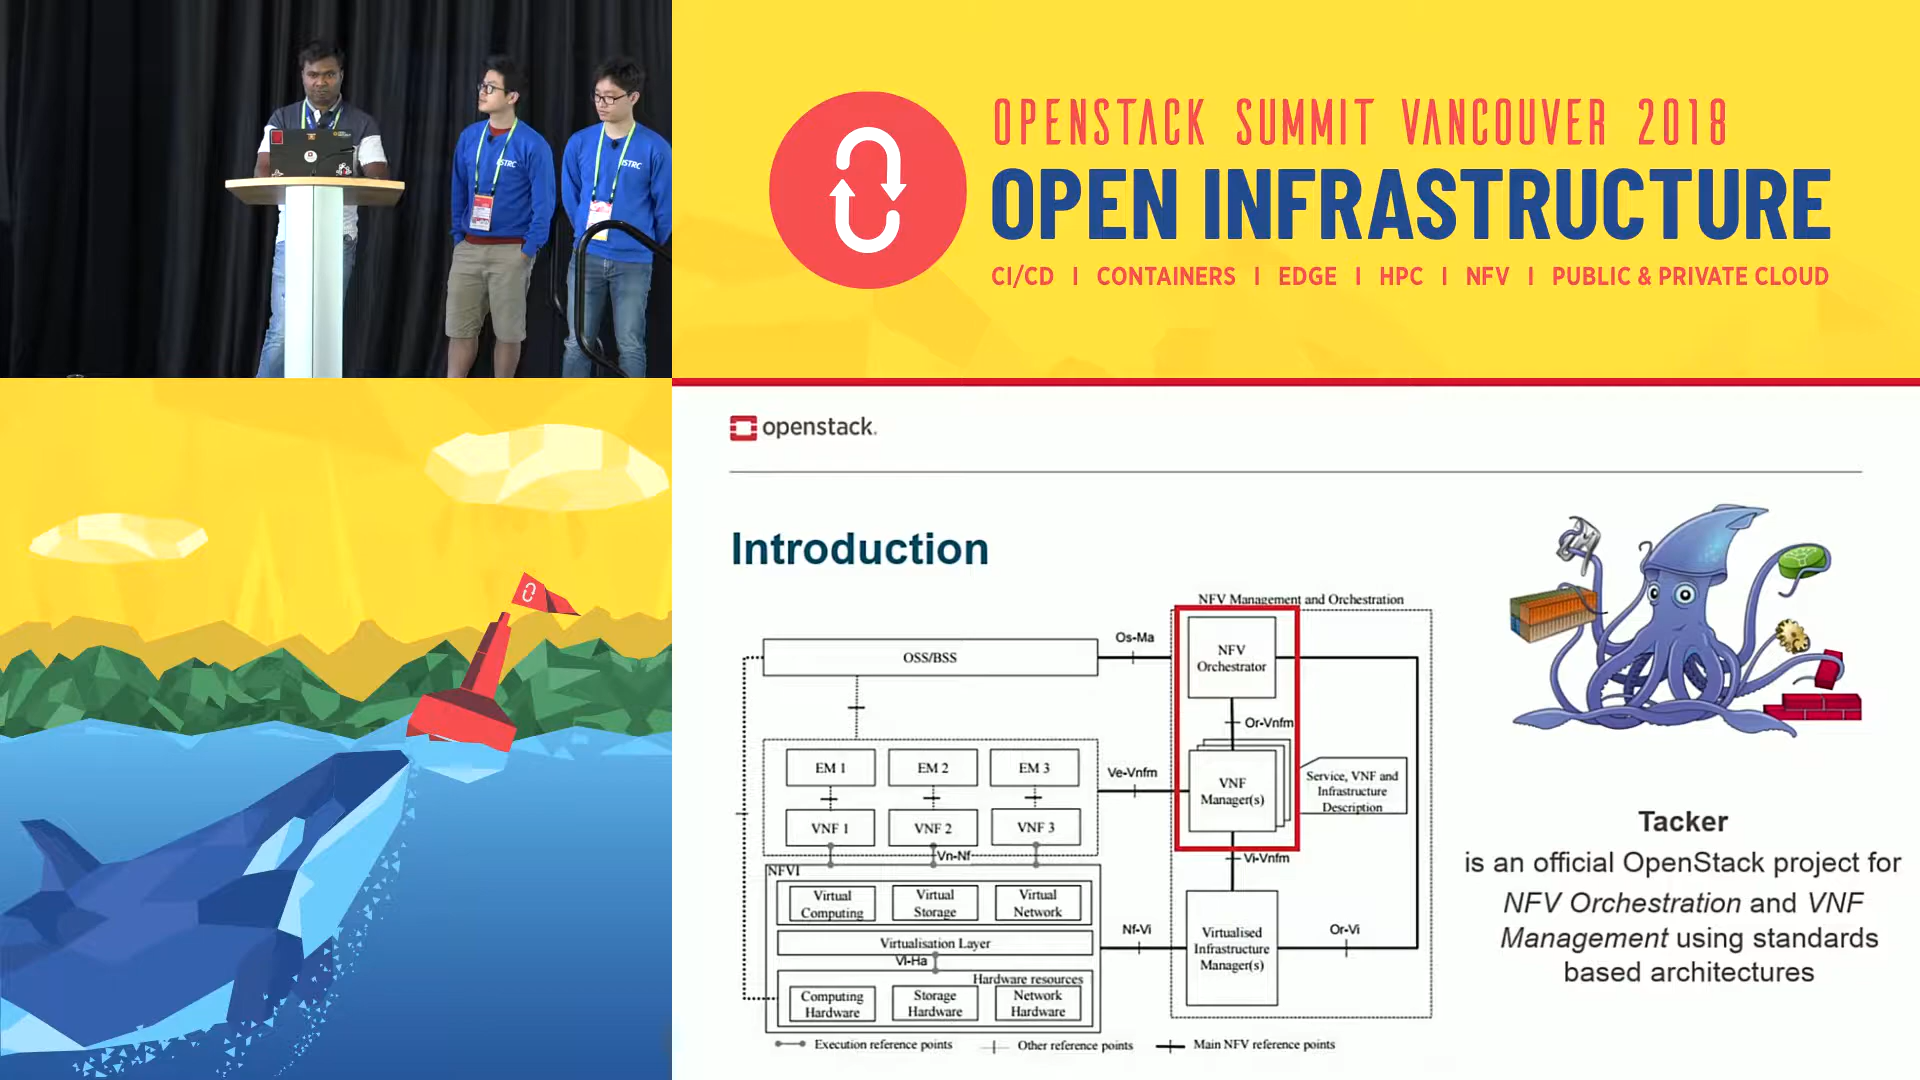 OPENSTACK SUMMIT VANCOUVER 2018
OPEN INFRASTRUCTURE
CI/CD | CONTAINERS | EDGE | HPC | NFV | PUBLIC & PRIVATE CLOUD
openstack.
Introduction
NFV Management and Orchestration
Os-Ma
OSS/BSS
NFV
Orchestrator
Or-Vnfm
EM 1
EM 2
EM 3
Ve-Vnfm
VNF
Manager(s)
Service, VNF and
Infrastructure
Description
VNF 1
VNF 2
VNF 3
Vn-Nf
Vi-Vnfm
NFVI
Virtual
Computing
Virtual
Storage
Virtual
Network
Nf-Vi
Virtualised
Infrastructure
Manager(s)
Or-Vi
Virtualisation Layer
Vl-Ha
Hardware resources
Computing
Hardware
Storage
Hardware
Network
Hardware
Execution reference points
Other reference points
Main NFV reference points
Tacker
is an official OpenStack project for
NFV Orchestration and VNF
Management using standards
based architectures